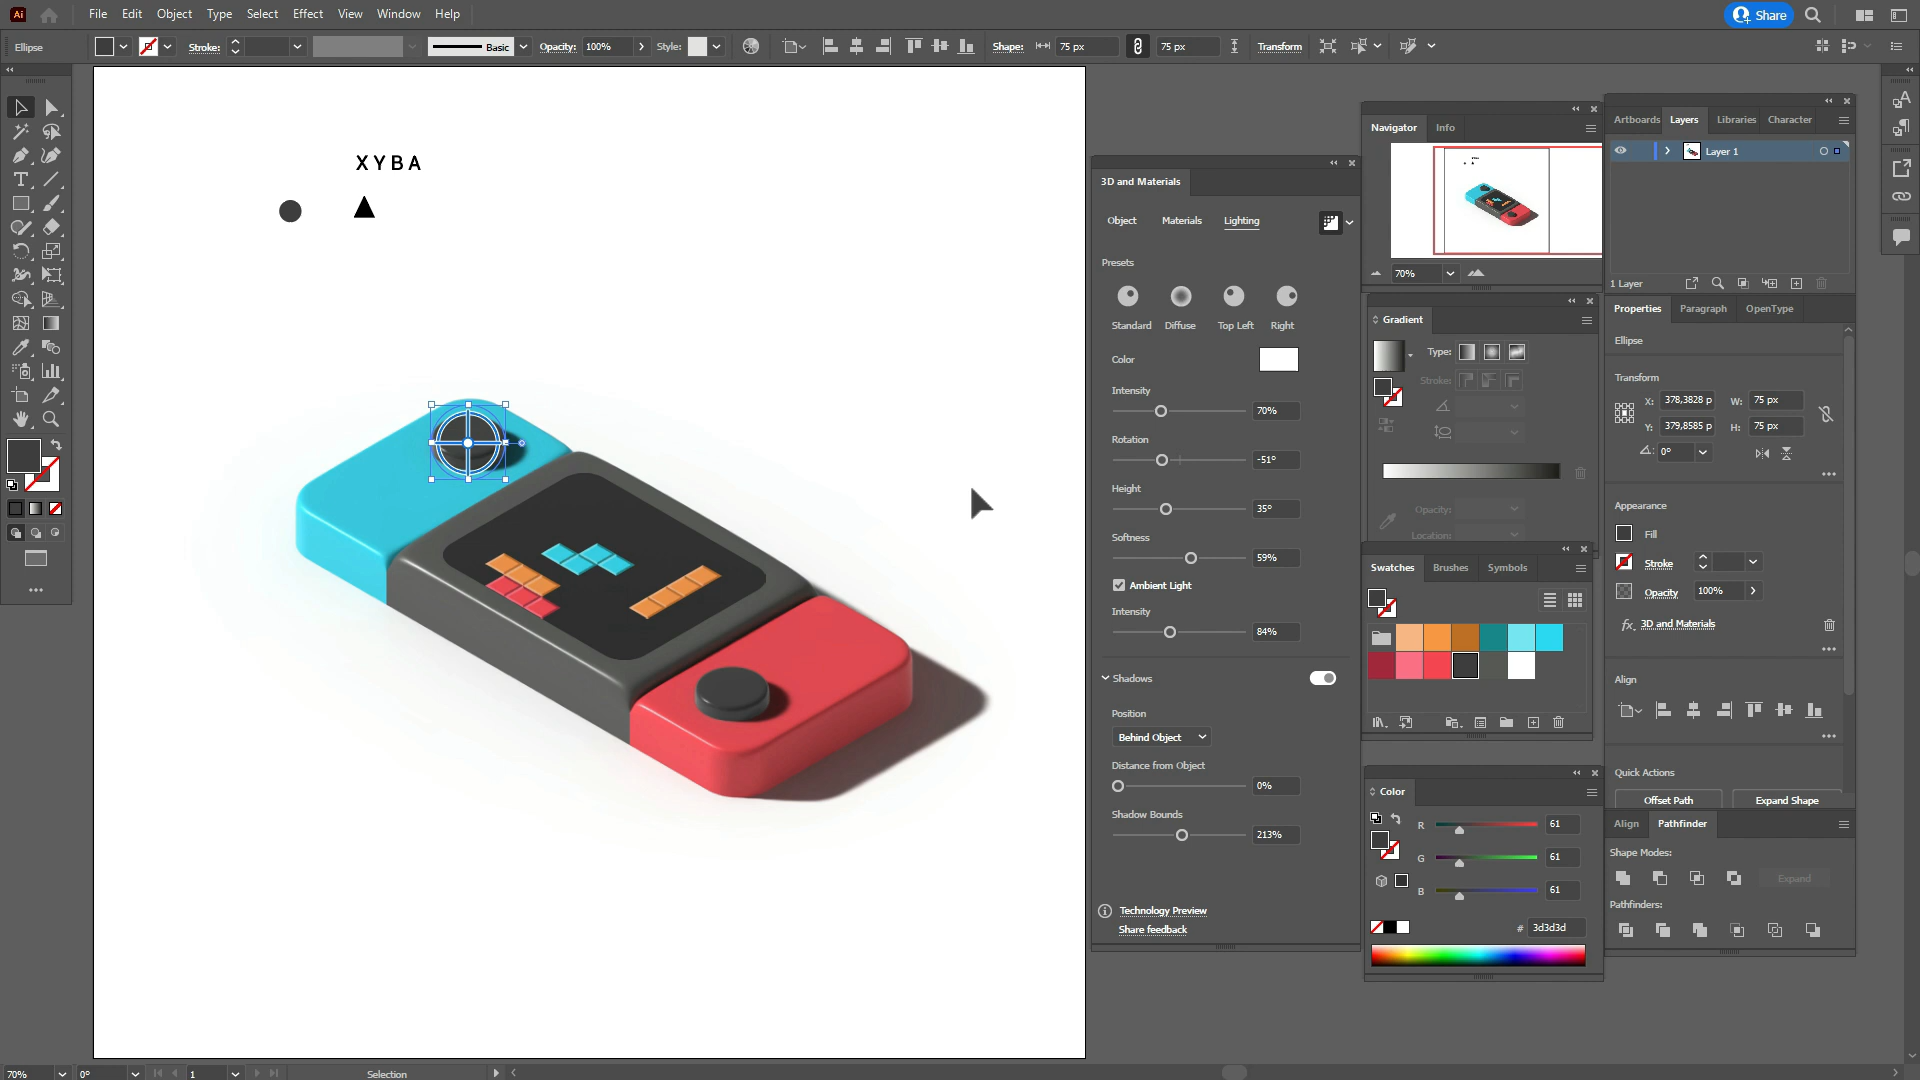 Ai File Edit Object Type Select Effect View Window Help Share
Ellipse Stroke: Basic Opacity: 100% Style: Shape: 75 px 75 px Transform
XYBA
3D and Materials
Object Materials Lighting
Presets
Standard Diffuse Top Left Right
Color
Intensity
70%
Rotation
-51°
Height
35°
Softness
59%
Ambient Light
Intensity
84%
Shadows
Position
Behind Object
Distance from Object
0%
Shadow Bounds
213%
Technology Preview
Share feedback
Navigator Info
70%
Gradient
Type:
Stroke:
Opacity:
Location:
Swatches Brushes Symbols
Color
R 61
G 61
B 61
# 3d3d3d
Artboards Layers Libraries Character
Layer 1
1 Layer
Properties Paragraph OpenType
Ellipse
Transform
X: 378,3828 p W: 75 px
Y: 379,8585 p H: 75 px
0°
Appearance
Fill
Stroke
Opacity 100%
fx. 3D and Materials
Align
Quick Actions
Offset Path Expand Shape
Align Pathfinder
Shape Modes:
Expand
Pathfinders:
70% 0° 1 Selection